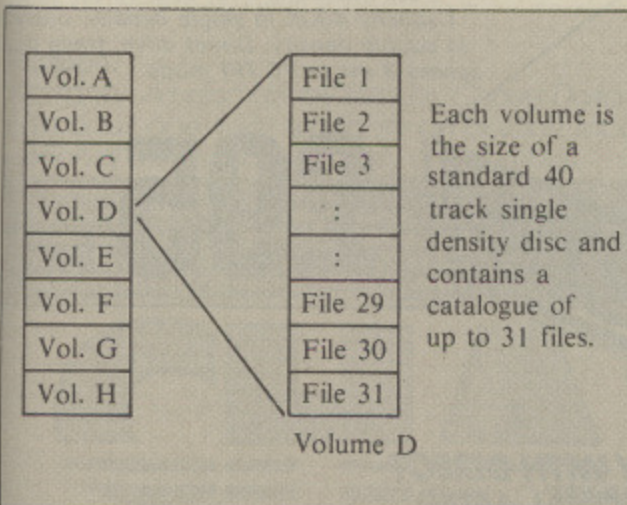 Vol. A
Vol. B
Vol. C
Vol. D
Vol. E
Vol. F
Vol. G
Vol. H
File 1
File 2
File 3
:
:
File 29
File 30
File 31
Volume D
Each volume is
the size of a
standard 40
track single
density disc and
contains a
catalogue of
up to 31 files.